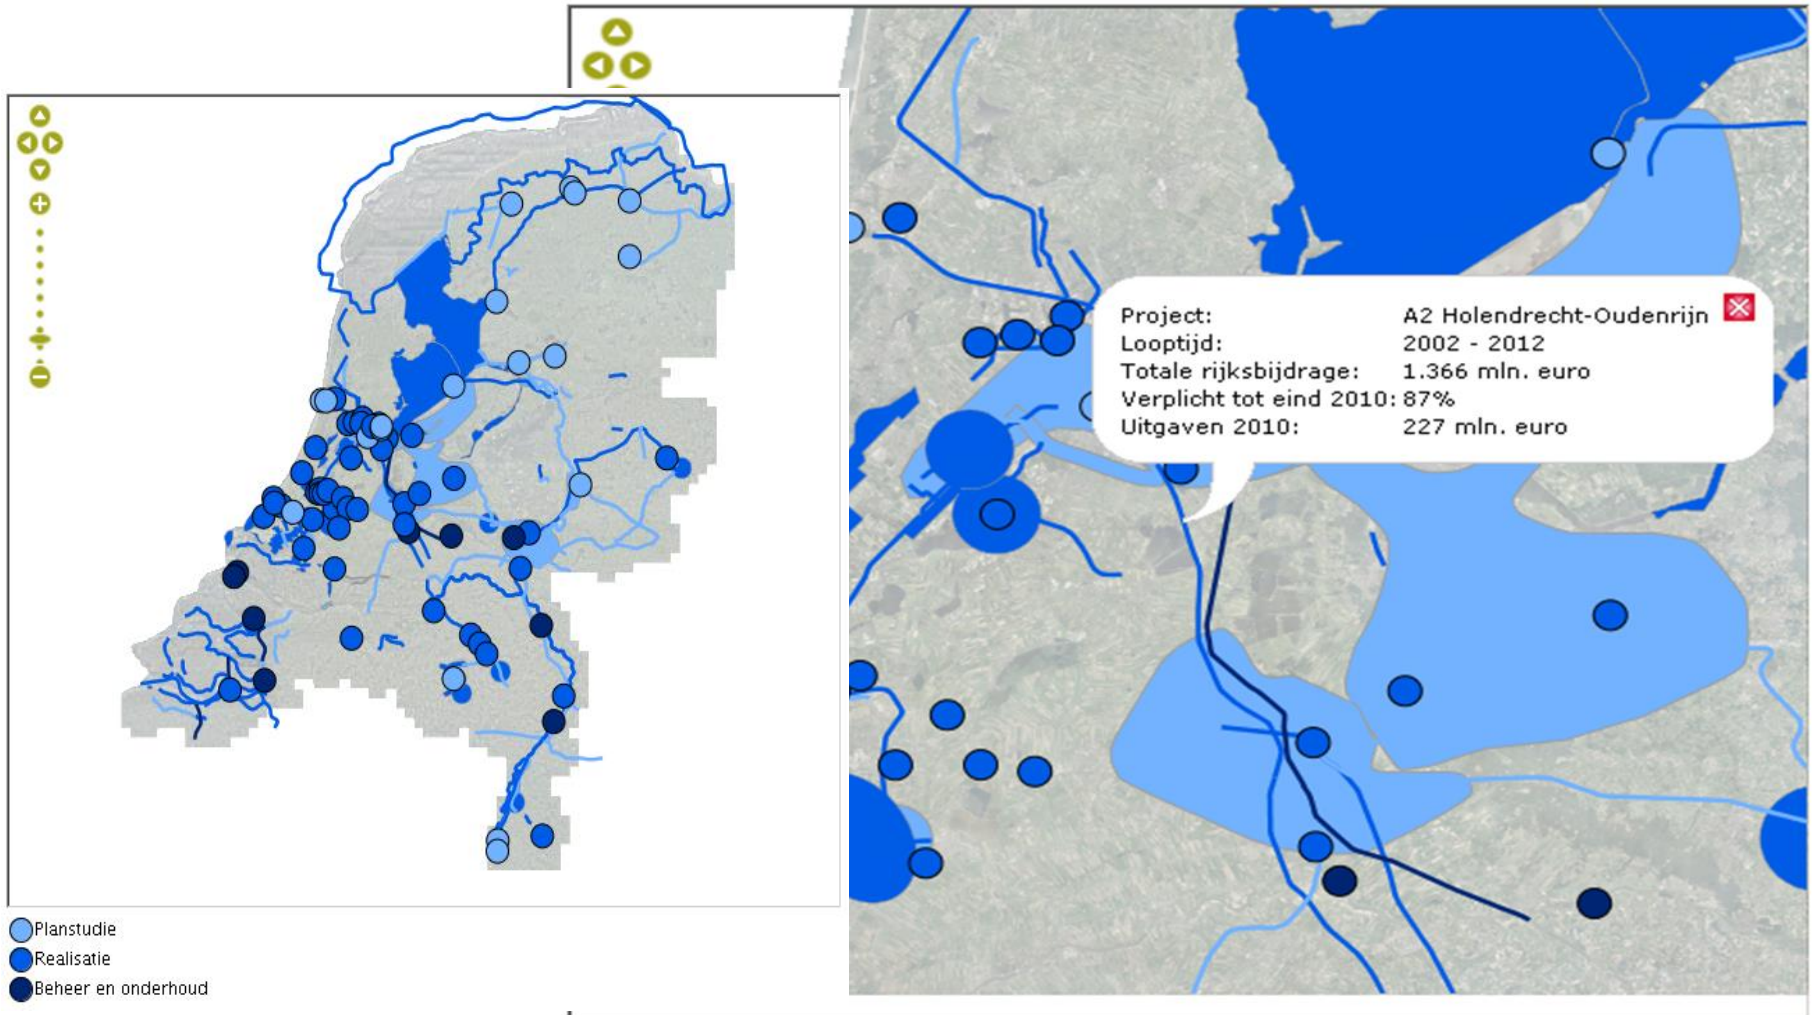 Project: A2 Holendrecht-Oudenrijn
Looptijd: 2002 - 2012
Totale rijksbijdrage: 1.366 mln. euro
Verplicht tot eind 2010: 87%
Uitgaven 2010: 227 mln. euro
Planstudie
Realisatie
Beheer en onderhoud